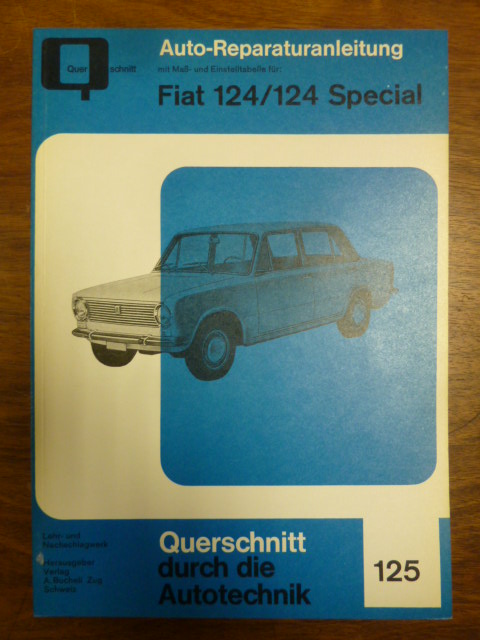 Querschnitt
Auto-Reparaturanleitung
mit Maß- und Einstelltabelle für:
Fiat 124/124 Special
Lehr- und
Nachschlagwerk
Herausgeber
Verlag
A. Bucheli Zug
Schweiz
Querschnitt
durch die
Autotechnik
125